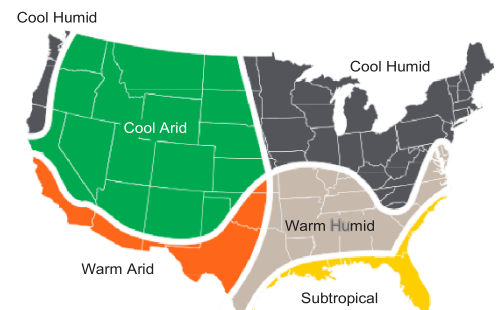 Cool Humid
Cool Humid
Cool Arid
Warm Humid
Warm Arid
Subtropical